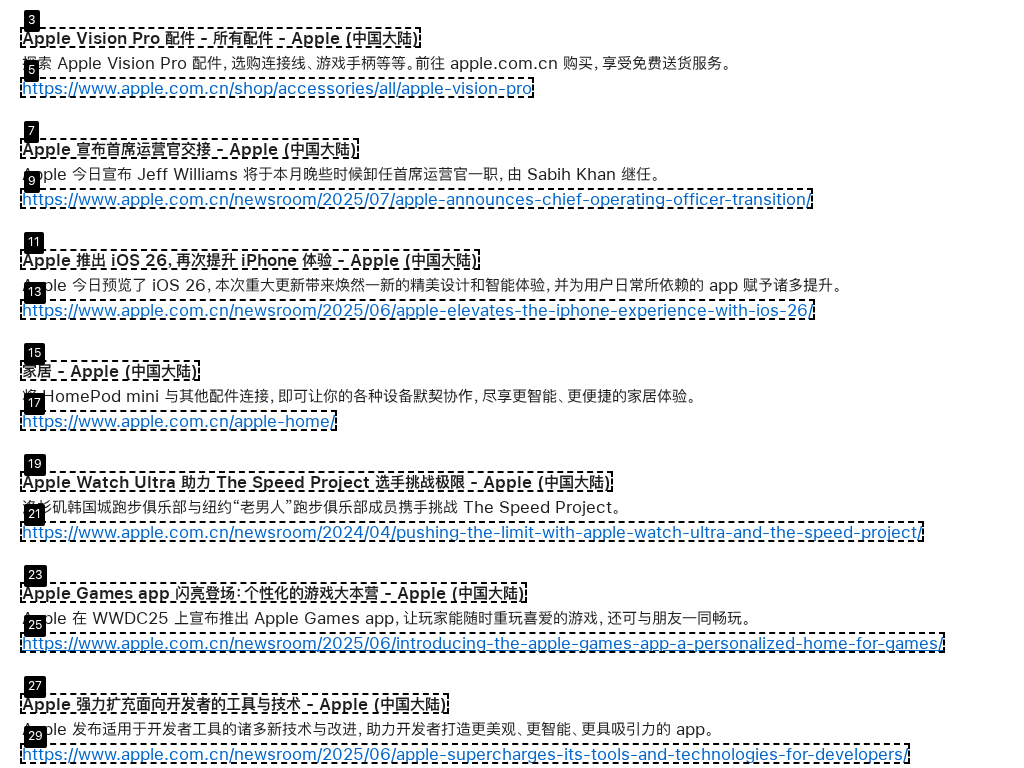 3
Apple Vision Pro 配件 - 所有配件 - Apple (中国大陆)
索 Apple Vision Pro 配件，选购连接线、游戏手柄等等。前往 apple.com.cn 购买，享受免费送货服务。
5
https://www.apple.com.cn/shop/accessories/all/apple-vision-pro
7
Apple 宣布首席运营官交接 - Apple (中国大陆)
Apple 今日宣布 Jeff Williams 将于本月晚些时候卸任首席运营官一职，由 Sabih Khan 继任。
9
https://www.apple.com.cn/newsroom/2025/07/apple-announces-chief-operating-officer-transition/
11
Apple 推出 iOS 26，再次提升 iPhone 体验 - Apple (中国大陆)
Apple 今日预览了 iOS 26，本次重大更新带来焕然一新的精美设计和智能体验，并为用户日常所依赖的 app 赋予诸多提升。
13
https://www.apple.com.cn/newsroom/2025/06/apple-elevates-the-iphone-experience-with-ios-26/
15
家居 - Apple (中国大陆)
将 HomePod mini 与其他配件连接，即可让你的各种设备默契协作，尽享更智能、更便捷的家居体验。
17
https://www.apple.com.cn/apple-home/
19
Apple Watch Ultra 助力 The Speed Project 选手挑战极限 - Apple (中国大陆)
洛杉矶韩国城跑步俱乐部与纽约“老男人”跑步俱乐部成员携手挑战 The Speed Project。
21
https://www.apple.com.cn/newsroom/2024/04/pushing-the-limit-with-apple-watch-ultra-and-the-speed-project/
23
Apple Games app 闪亮登场：个性化的游戏大本营 - Apple (中国大陆)
Apple 在 WWDC25 上宣布推出 Apple Games app，让玩家能随时重玩喜爱的游戏，还可与朋友一同畅玩。
25
https://www.apple.com.cn/newsroom/2025/06/introducing-the-apple-games-app-a-personalized-home-for-games/
27
Apple 强力扩充面向开发者的工具与技术 - Apple (中国大陆)
Apple 发布适用于开发者工具的诸多新技术与改进，助力开发者打造更美观、更智能、更具吸引力的 app。
29
https://www.apple.com.cn/newsroom/2025/06/apple-supercharges-its-tools-and-technologies-for-developers/